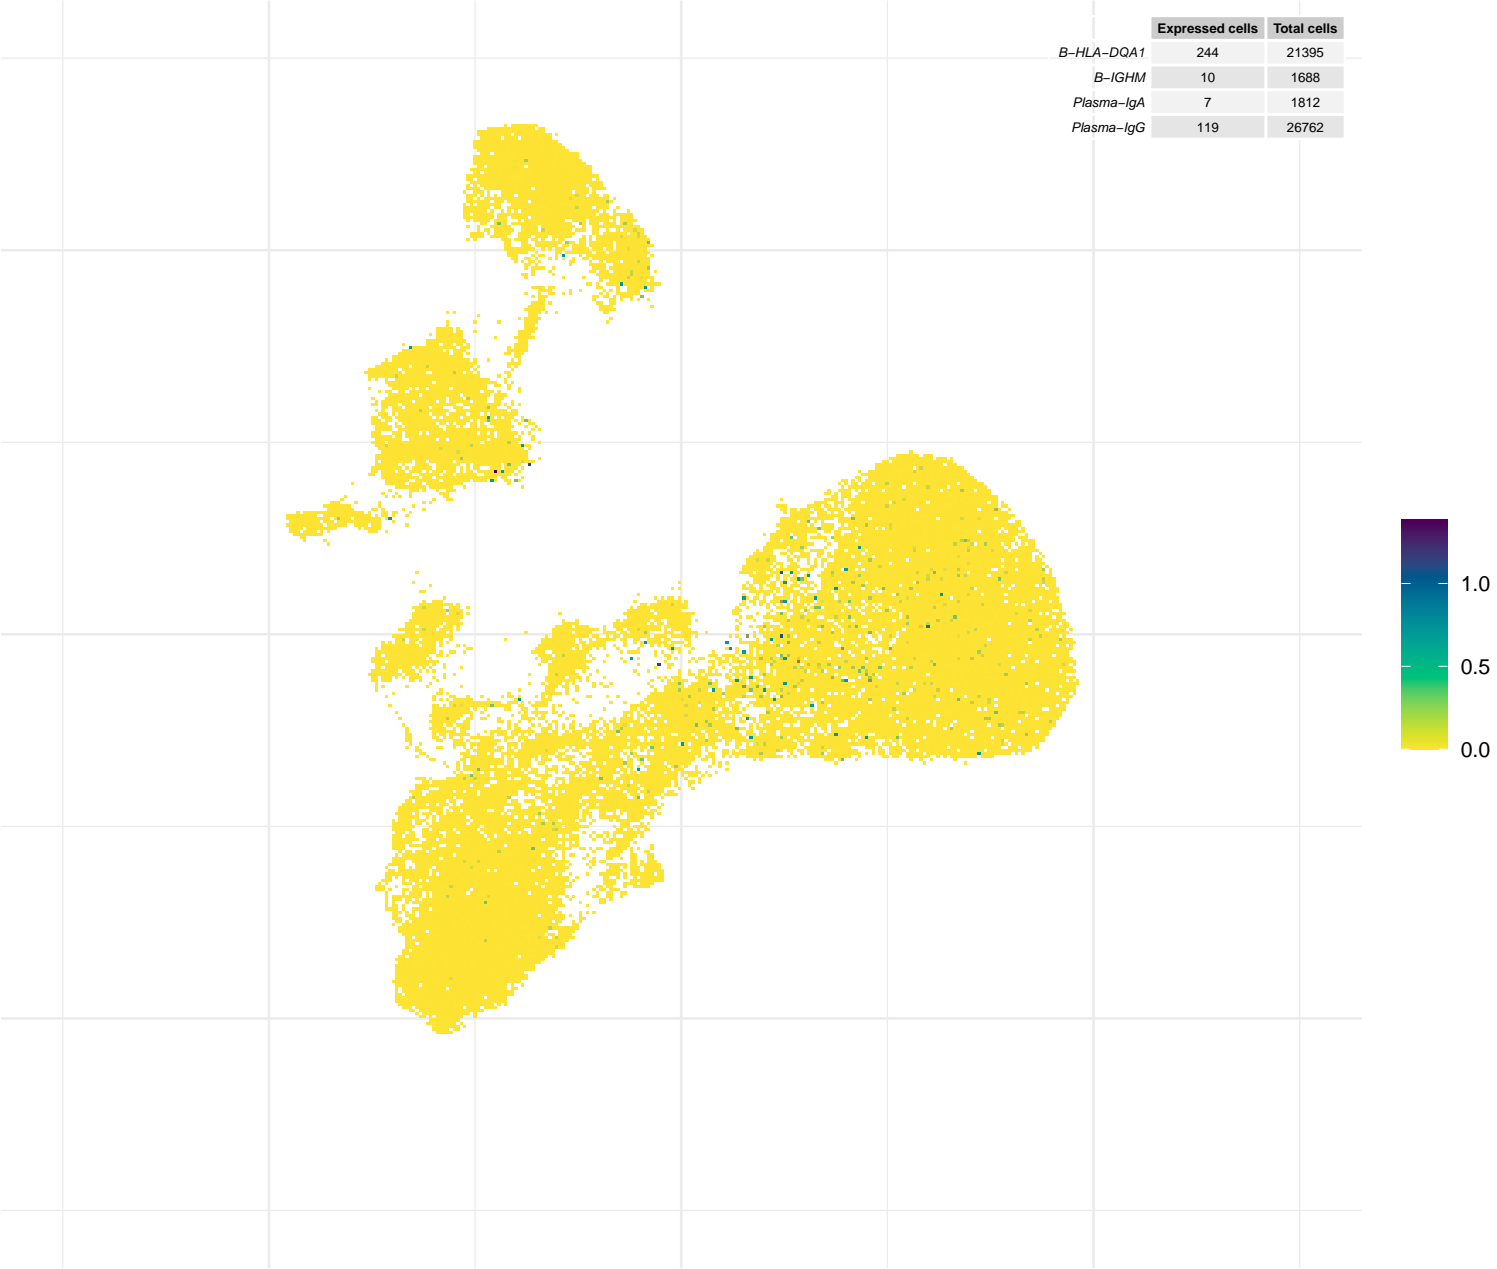 Expressed cells Total cells
B−HLA−DQA1 244 21395
B−IGHM 10 1688
Plasma−IgA 7 1812
Plasma−IgG 119 26762
1.0
0.5
0.0